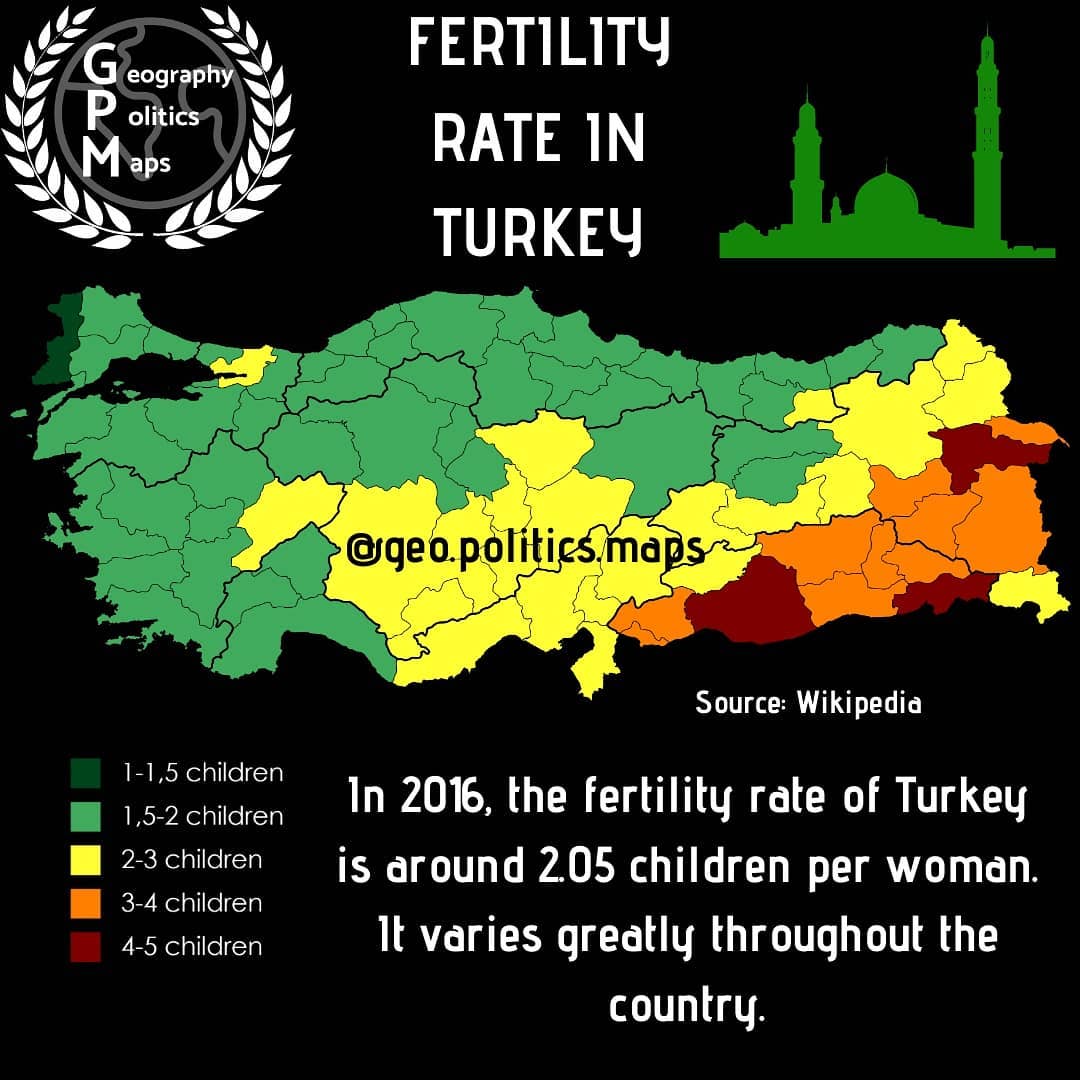 Geography
Politics
Maps
FERTILITY
RATE IN
TURKEY
@geo.politics.maps
Source: Wikipedia
1-1,5 children
1,5-2 children
2-3 children
3-4 children
4-5 children
In 2016, the fertility rate of Turkey
is around 2.05 children per woman.
It varies greatly throughout the
country.